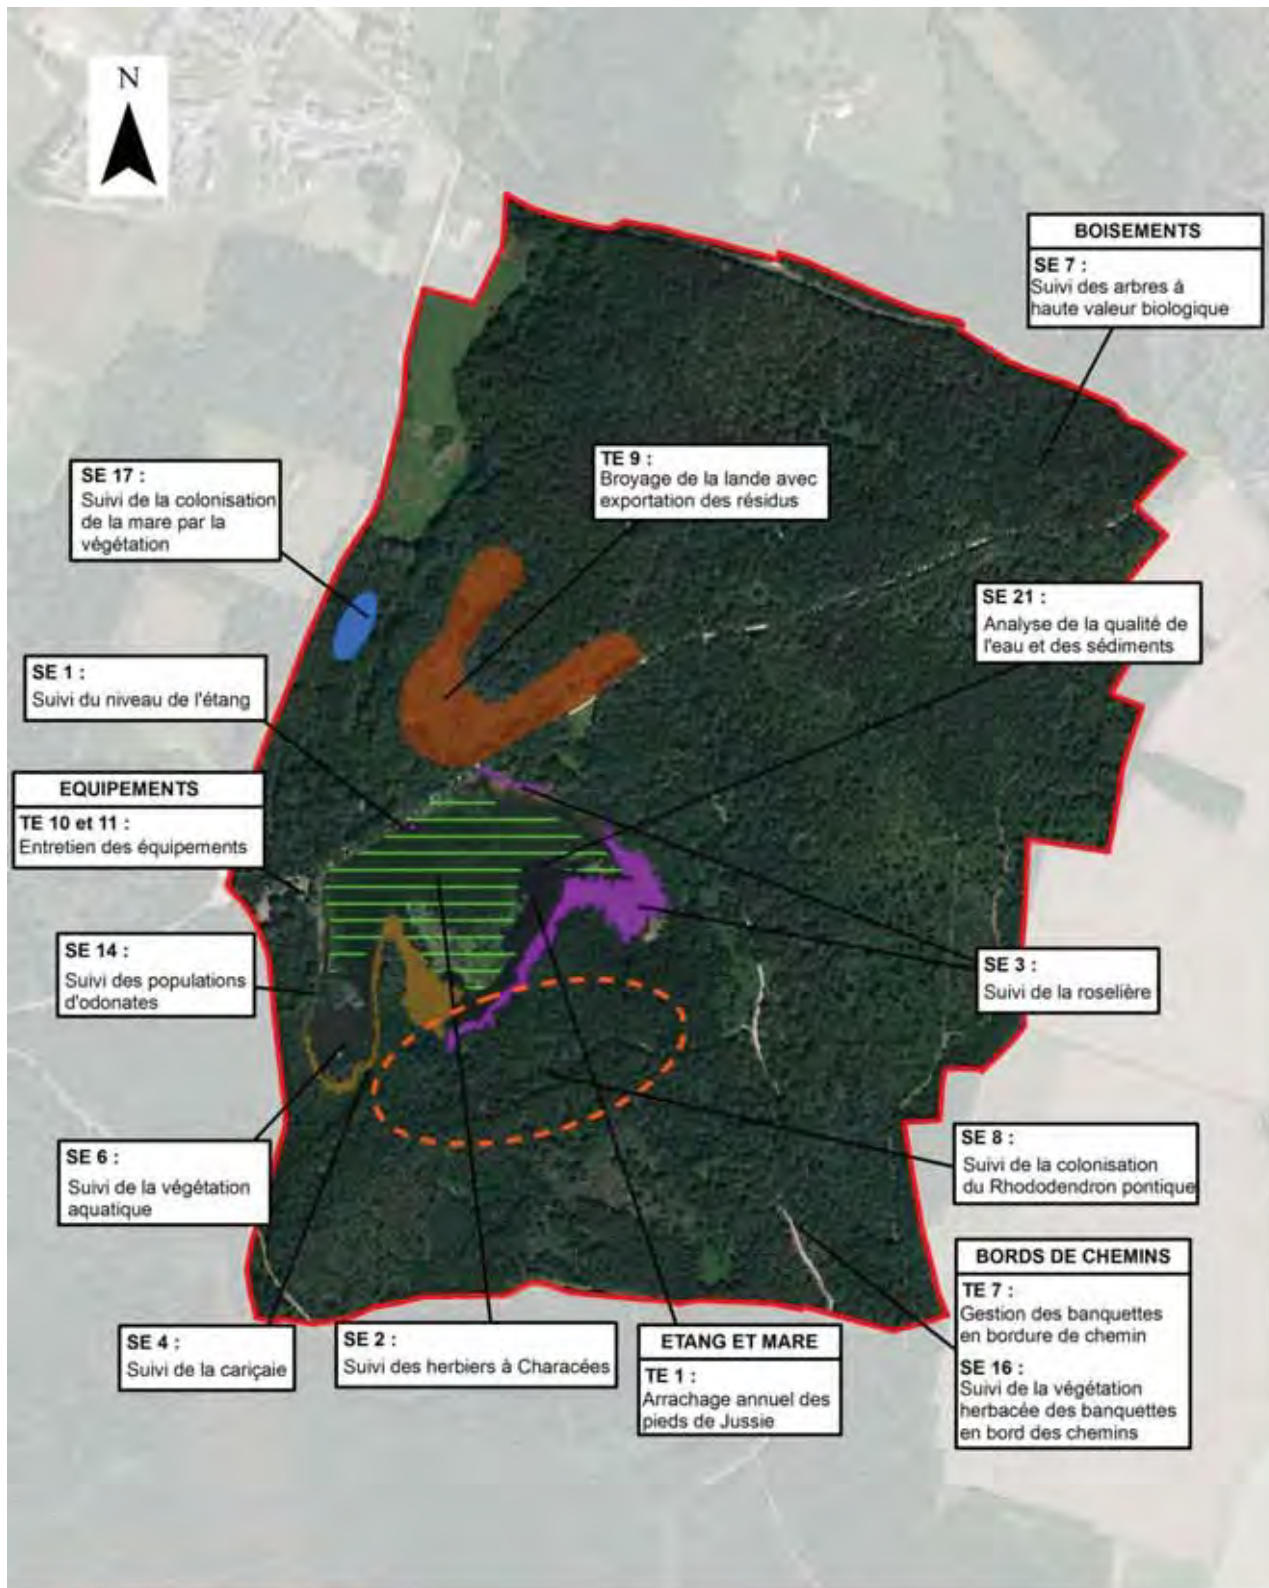 N
BOISEMENTS
SE 7 :
Suivi des arbres à
haute valeur biologique
TE 9 :
Broyage de la lande avec
exportation des résidus
SE 17 :
Suivi de la colonisation
de la mare par la
végétation
SE 21 :
Analyse de la qualité de
l'eau et des sédiments
SE 1 :
Suivi du niveau de l'étang
EQUIPEMENTS
TE 10 et 11 :
Entretien des équipements
SE 14 :
Suivi des populations
d'odonates
SE 3 :
Suivi de la roselière
SE 6 :
Suivi de la végétation
aquatique
SE 8 :
Suivi de la colonisation
du Rhododendron pontique
BORDS DE CHEMINS
TE 7 :
Gestion des banquettes
en bordure de chemin
SE 16 :
Suivi de la végétation
herbacée des banquettes
en bord des chemins
SE 4 :
Suivi de la cariçaie
SE 2 :
Suivi des herbiers à Characées
ETANG ET MARE
TE 1 :
Arrachage annuel des
pieds de Jussie